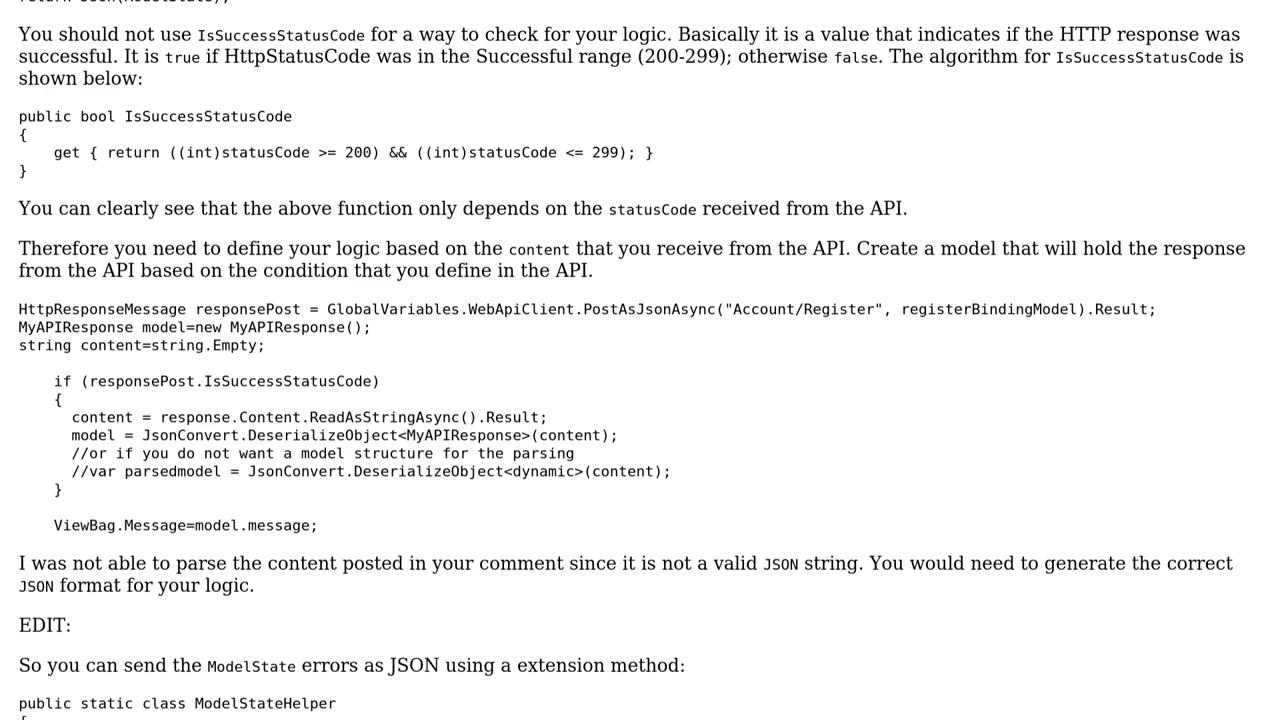 return Json(ModelState);
You should not use IsSuccessStatusCode for a way to check for your logic. Basically it is a value that indicates if the HTTP response was
successful. It is true if HttpStatusCode was in the Successful range (200-299); otherwise false. The algorithm for IsSuccessStatusCode is
shown below:
public bool IsSuccessStatusCode
{
    get { return ((int)statusCode >= 200) && ((int)statusCode <= 299); }
}
You can clearly see that the above function only depends on the statusCode received from the API.
Therefore you need to define your logic based on the content that you receive from the API. Create a model that will hold the response
from the API based on the condition that you define in the API.
HttpResponseMessage responsePost = GlobalVariables.WebApiClient.PostAsJsonAsync("Account/Register", registerBindingModel).Result;
MyAPIResponse model=new MyAPIResponse();
string content=string.Empty;
    if (responsePost.IsSuccessStatusCode)
    {
      content = response.Content.ReadAsStringAsync().Result;
      model = JsonConvert.DeserializeObject<MyAPIResponse>(content);
      //or if you do not want a model structure for the parsing
      //var parsedmodel = JsonConvert.DeserializeObject<dynamic>(content);
    }
    ViewBag.Message=model.message;
I was not able to parse the content posted in your comment since it is not a valid JSON string. You would need to generate the correct
JSON format for your logic.
EDIT:
So you can send the ModelState errors as JSON using a extension method:
public static class ModelStateHelper
{